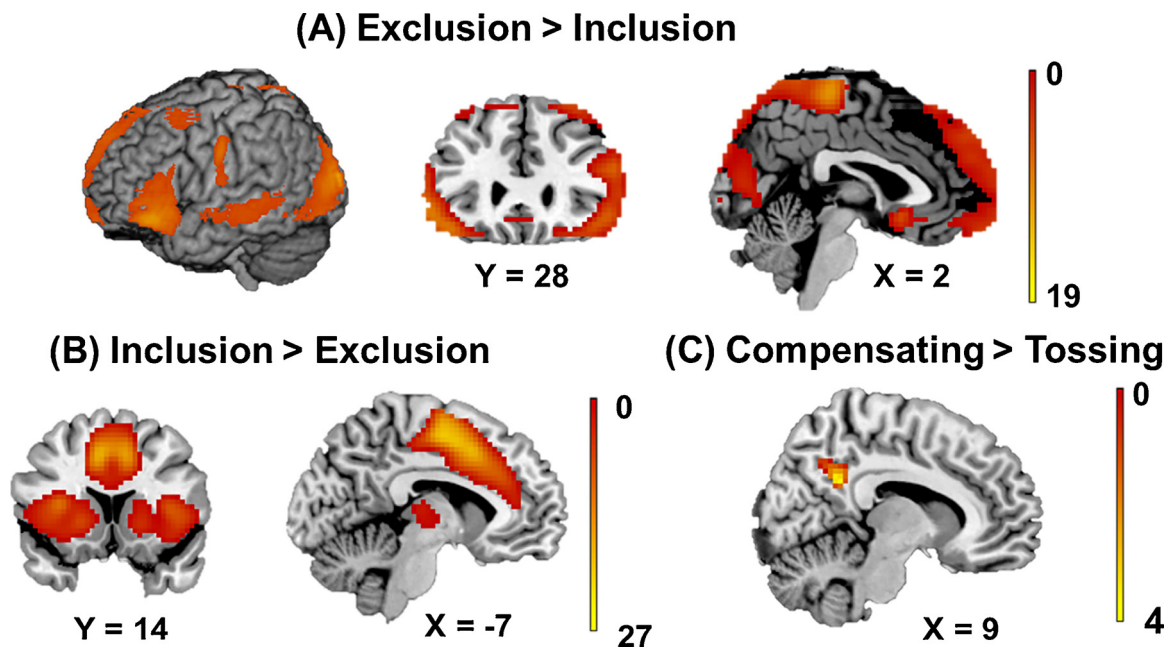 (A) Exclusion > Inclusion
0
19
Y = 28
X = 2
(B) Inclusion > Exclusion
0
27
Y = 14
X = -7
(C) Compensating > Tossing
0
4
X = 9